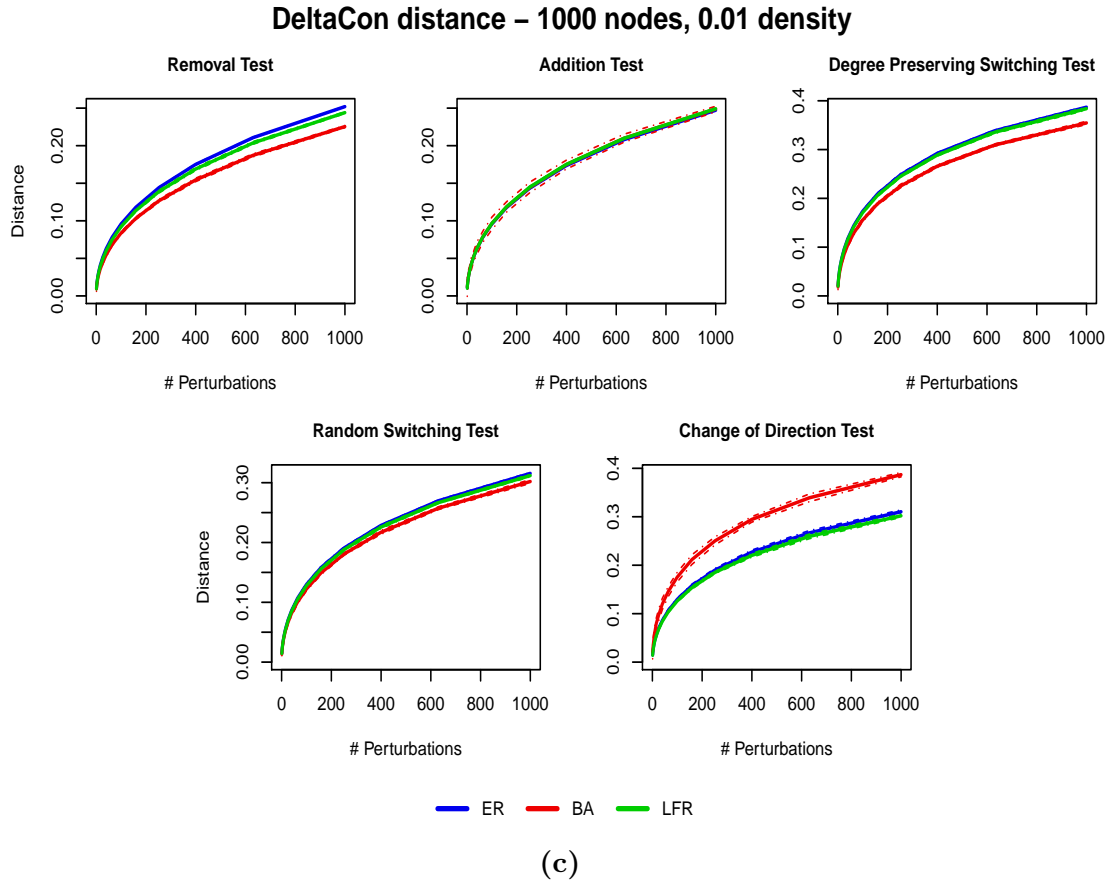 DeltaCon distance – 1000 nodes, 0.01 density
Removal Test
Addition Test
Degree Preserving Switching Test
Distance
0.00 0.10 0.20
0 200 400 600 800 1000
# Perturbations
0.00 0.10 0.20
0 200 400 600 800 1000
# Perturbations
0.0 0.1 0.2 0.3 0.4
0 200 400 600 800 1000
# Perturbations
Random Switching Test
Change of Direction Test
Distance
0.00 0.10 0.20 0.30
0 200 400 600 800 1000
# Perturbations
0.0 0.1 0.2 0.3 0.4
0 200 400 600 800 1000
# Perturbations
ER BA LFR
(c)